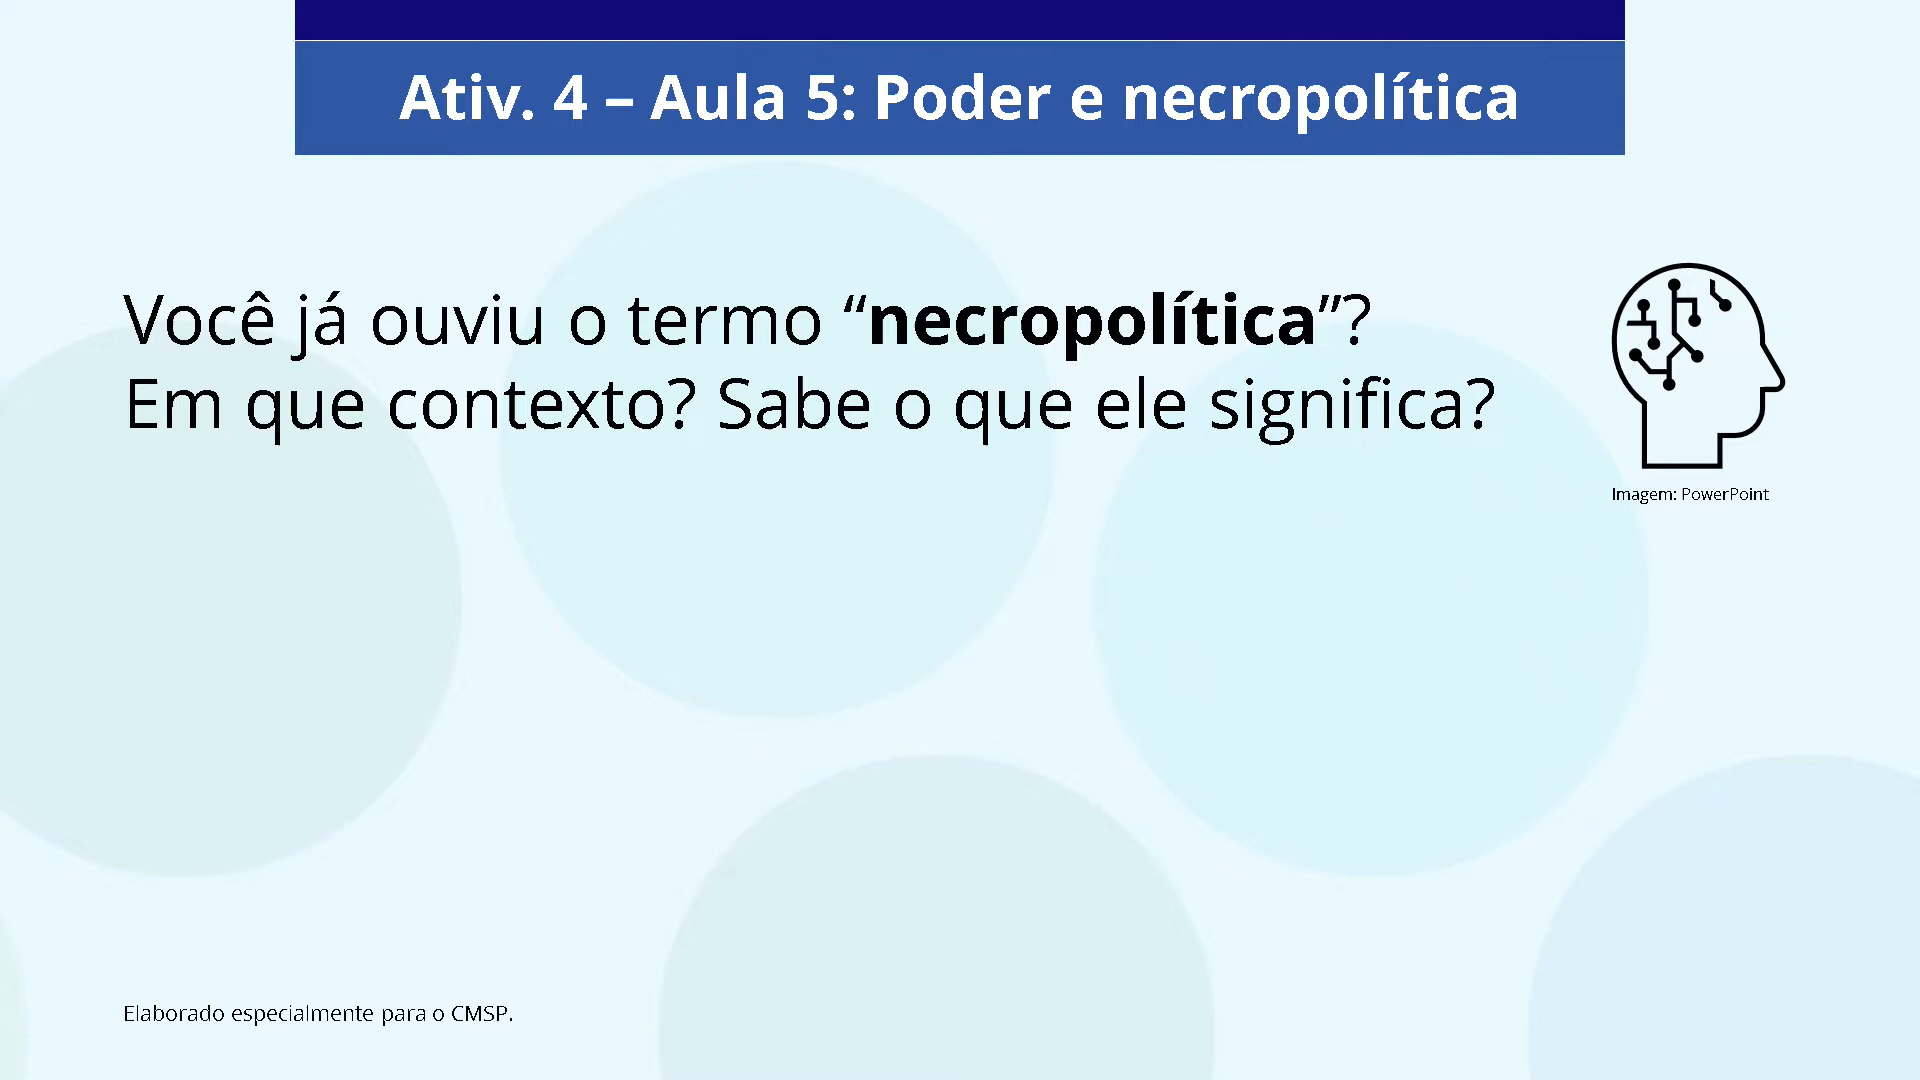 Ativ. 4 – Aula 5: Poder e necropolítica
Você já ouviu o termo “necropolítica”?
Em que contexto? Sabe o que ele significa?
Imagem: PowerPoint
Elaborado especialmente para o CMSP.